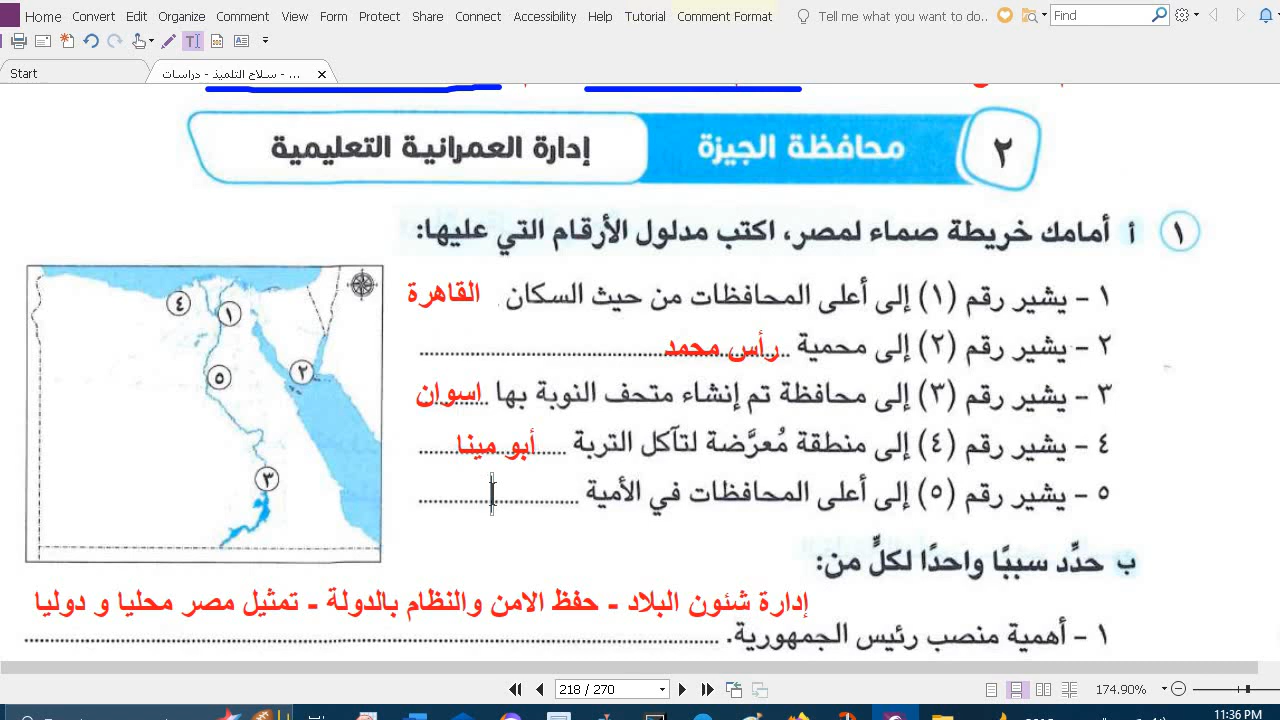 Home Convert Edit Organize Comment View Form Protect Share Connect Accessibility Help Tutorial Comment Format
Tell me what you want to do..
Find
Start
... - سلاح التلميذ - دراسات
٢ محافظة الجيزة إدارة العمرانية التعليمية
١ أ أمامك خريطة صماء لمصر، اكتب مدلول الأرقام التي عليها:
١ - يشير رقم (١) إلى أعلى المحافظات من حيث السكان القاهرة
٢ - يشير رقم (٢) إلى محمية رأس محمد
٣ - يشير رقم (٣) إلى محافظة تم إنشاء متحف النوبة بها اسوان
٤ - يشير رقم (٤) إلى منطقة مُعرَّضة لتآكل التربة أبو مينا
٥ - يشير رقم (٥) إلى أعلى المحافظات في الأمية
٤
١
٢
٥
٣
ب حدِّد سببًا واحدًا لكلٍّ من:
إدارة شئون البلاد - حفظ الامن والنظام بالدولة - تمثيل مصر محليا و دوليا
١ - أهمية منصب رئيس الجمهورية.
218 / 270
174.90%
11:36 PM